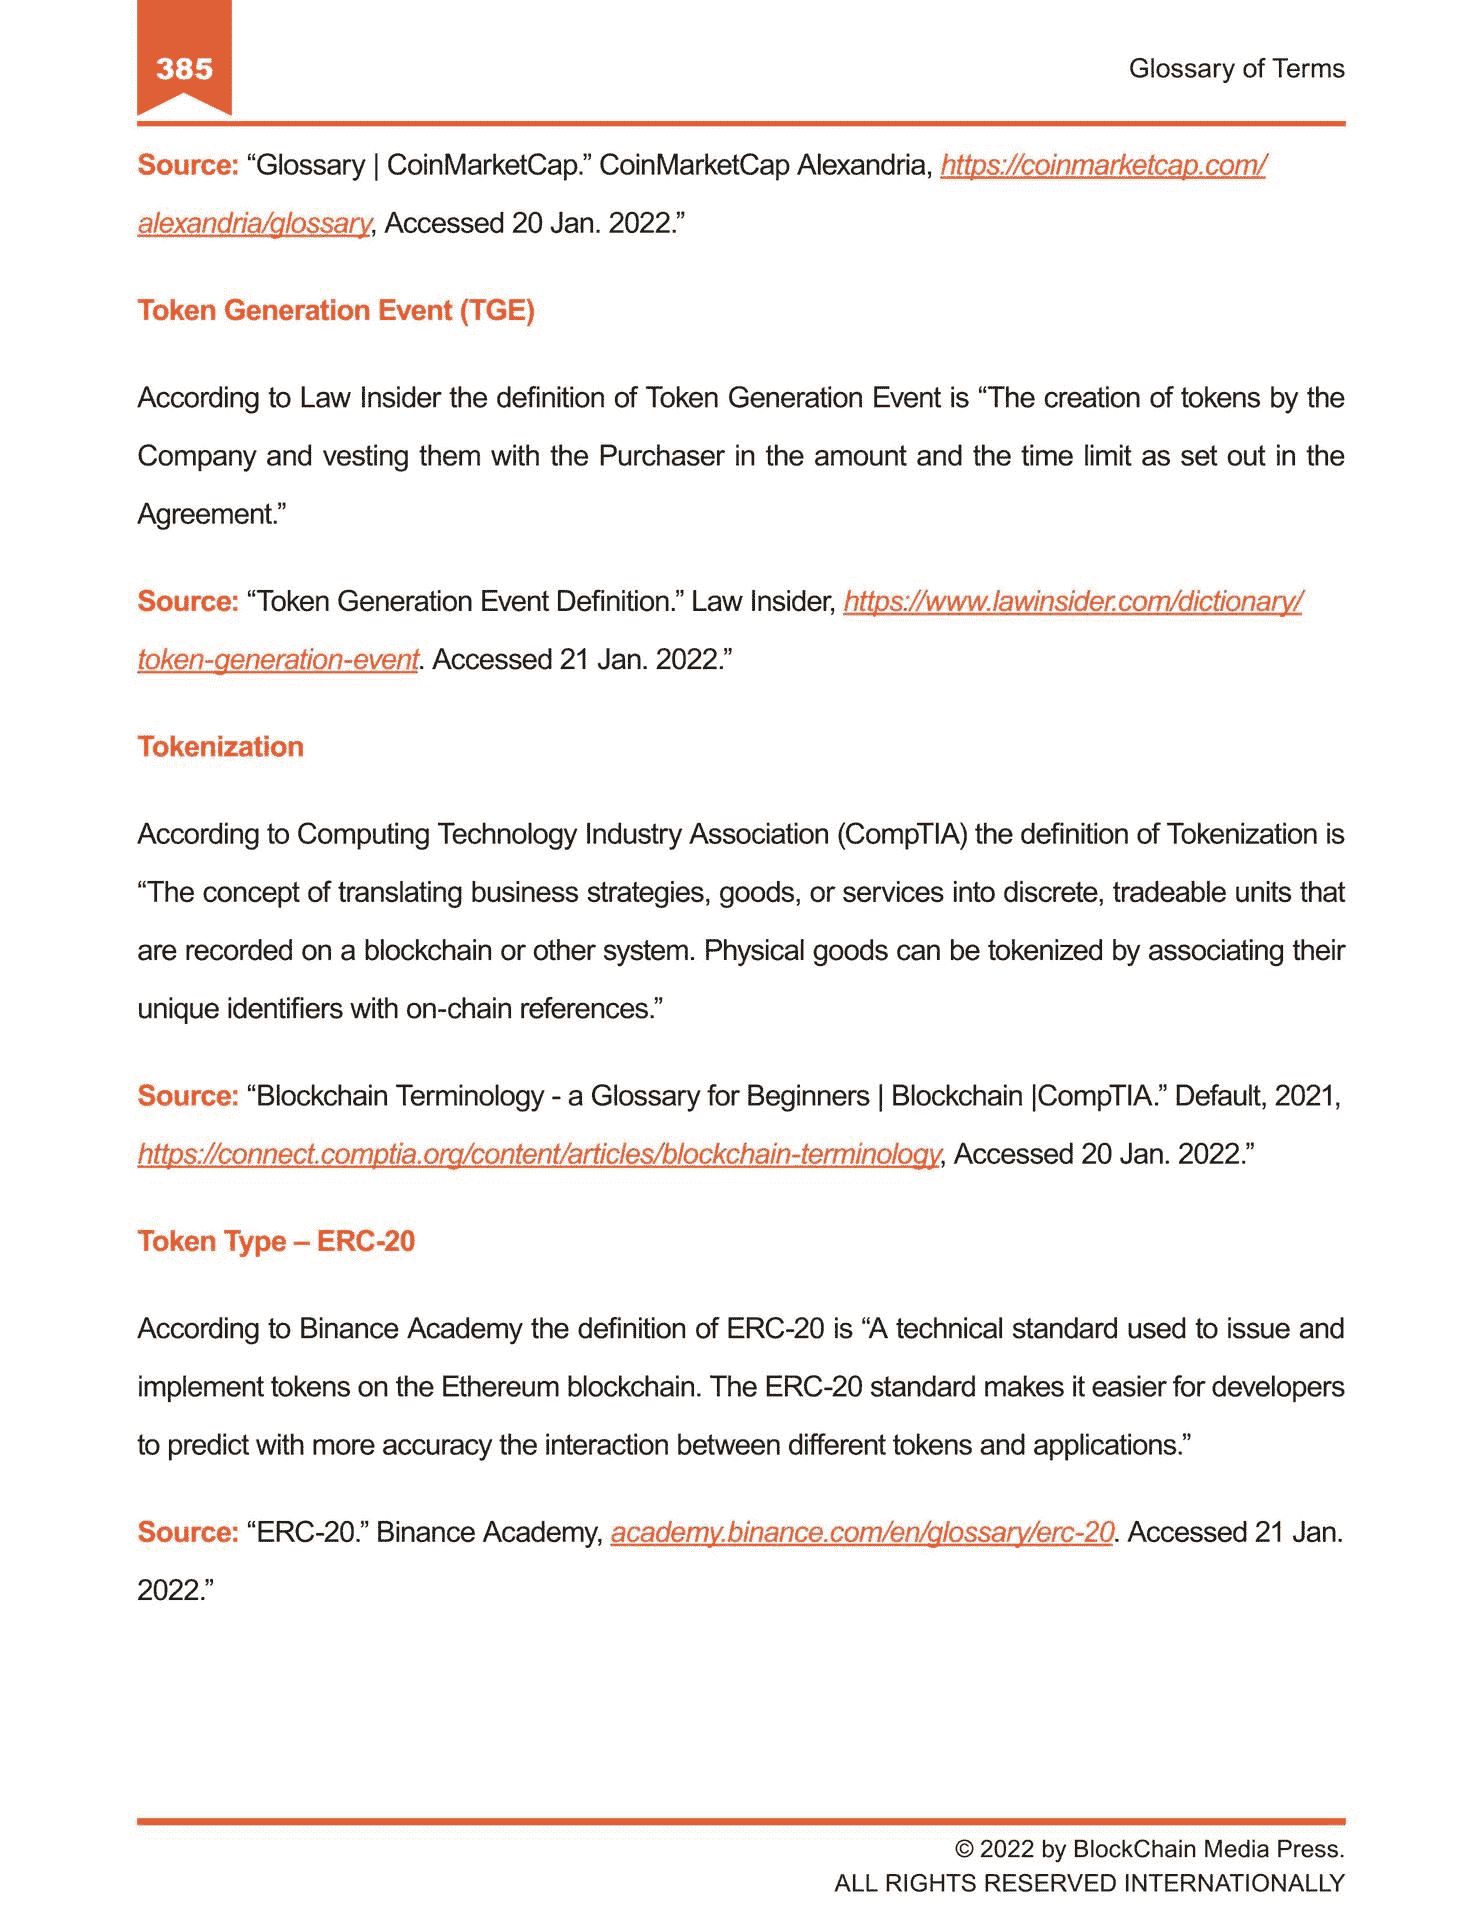 385
Glossary of Terms
Source: “Glossary | CoinMarketCap.” CoinMarketCap Alexandria, https://coinmarketcap.com/
alexandria/glossary, Accessed 20 Jan. 2022.”
Token Generation Event (TGE)
According to Law Insider the definition of Token Generation Event is “The creation of tokens by the
Company and vesting them with the Purchaser in the amount and the time limit as set out in the
Agreement.”
Source: “Token Generation Event Definition.” Law Insider, https://www.lawinsider.com/dictionary/
token-generation-event. Accessed 21 Jan. 2022.”
Tokenization
According to Computing Technology Industry Association (CompTIA) the definition of Tokenization is
“The concept of translating business strategies, goods, or services into discrete, tradeable units that
are recorded on a blockchain or other system. Physical goods can be tokenized by associating their
unique identifiers with on-chain references.”
Source: “Blockchain Terminology - a Glossary for Beginners | Blockchain |CompTIA.” Default, 2021,
https://connect.comptia.org/content/articles/blockchain-terminology, Accessed 20 Jan. 2022.”
Token Type – ERC-20
According to Binance Academy the definition of ERC-20 is “A technical standard used to issue and
implement tokens on the Ethereum blockchain. The ERC-20 standard makes it easier for developers
to predict with more accuracy the interaction between different tokens and applications.”
Source: “ERC-20.” Binance Academy, academy.binance.com/en/glossary/erc-20. Accessed 21 Jan.
2022.”
© 2022 by BlockChain Media Press.
ALL RIGHTS RESERVED INTERNATIONALLY